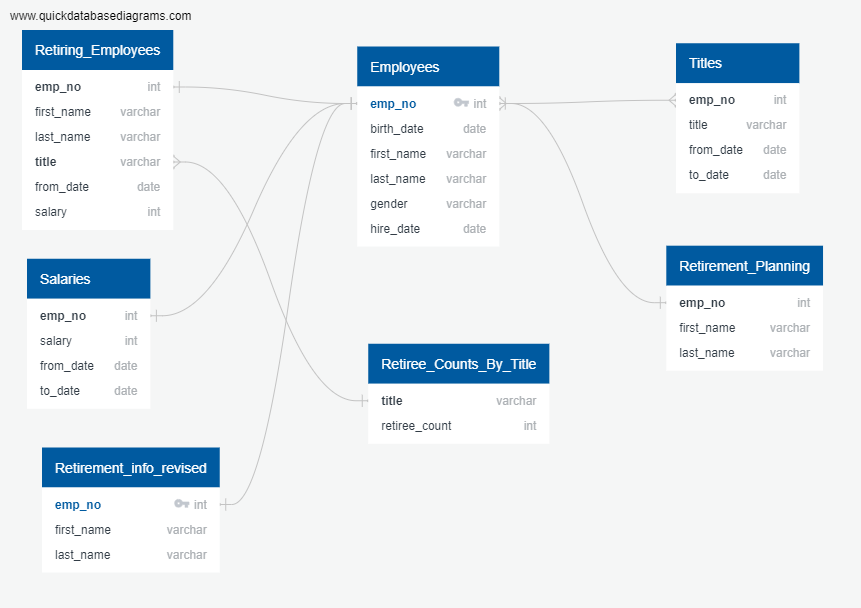 www.quickdatabasediagrams.com
Retiring_Employees
emp_no int
first_name varchar
last_name varchar
title varchar
from_date date
salary int
Employees
emp_no int
birth_date date
first_name varchar
last_name varchar
gender varchar
hire_date date
Titles
emp_no int
title varchar
from_date date
to_date date
Salaries
emp_no int
salary int
from_date date
to_date date
Retirement_Planning
emp_no int
first_name varchar
last_name varchar
Retiree_Counts_By_Title
title varchar
retiree_count int
Retirement_info_revised
emp_no int
first_name varchar
last_name varchar